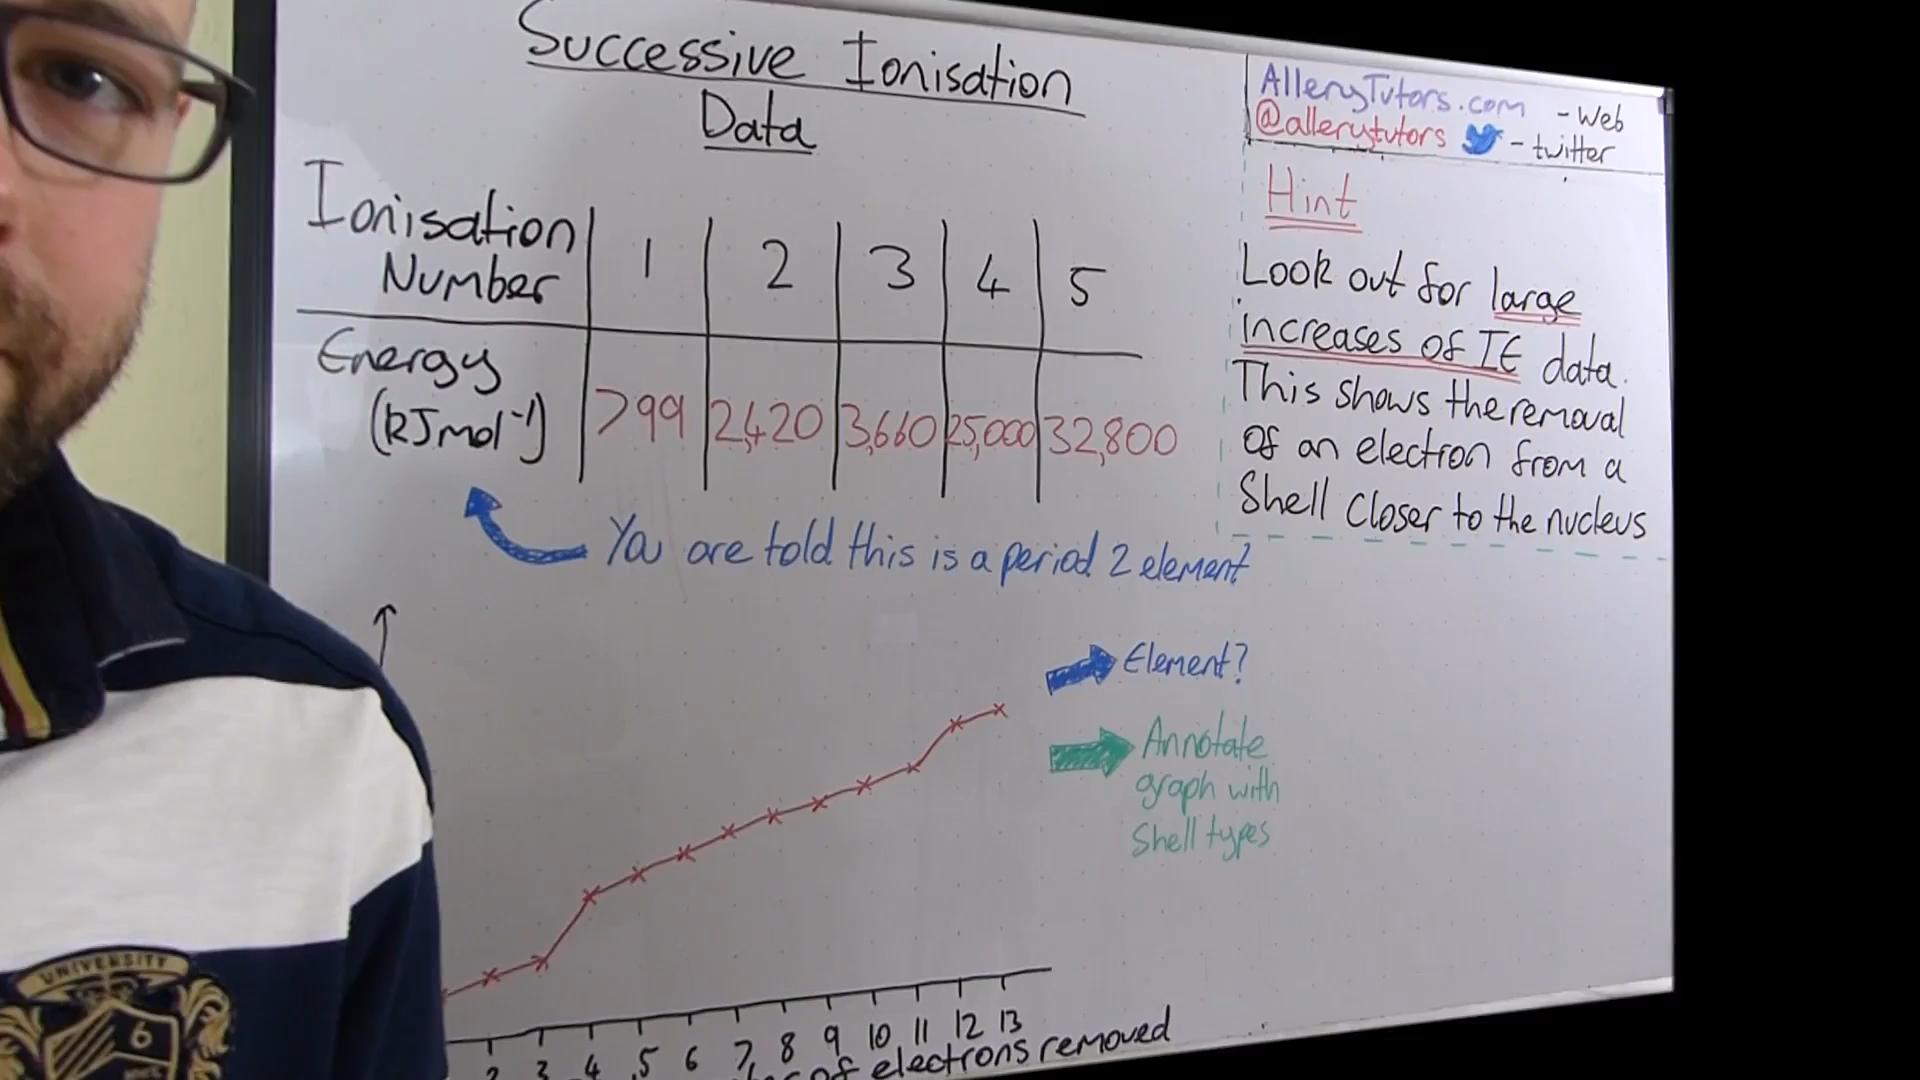 Successive Ionisation
Data
AlleryTutors.com - Web
@allerytutors - twitter
Ionisation
Number
1 2 3 4 5
Energy
(kJmol⁻¹)
799 2,420 3,660 25,000 32,800
You are told this is a period 2 element?
Hint
Look out for large
increases of IE data.
This shows the removal
of an electron from a
Shell closer to the nucleus
Element?
Annotate
graph with
Shell types
2 3 4 5 6 7 8 9 10 11 12 13
of electrons removed
UNIVERSITY
6